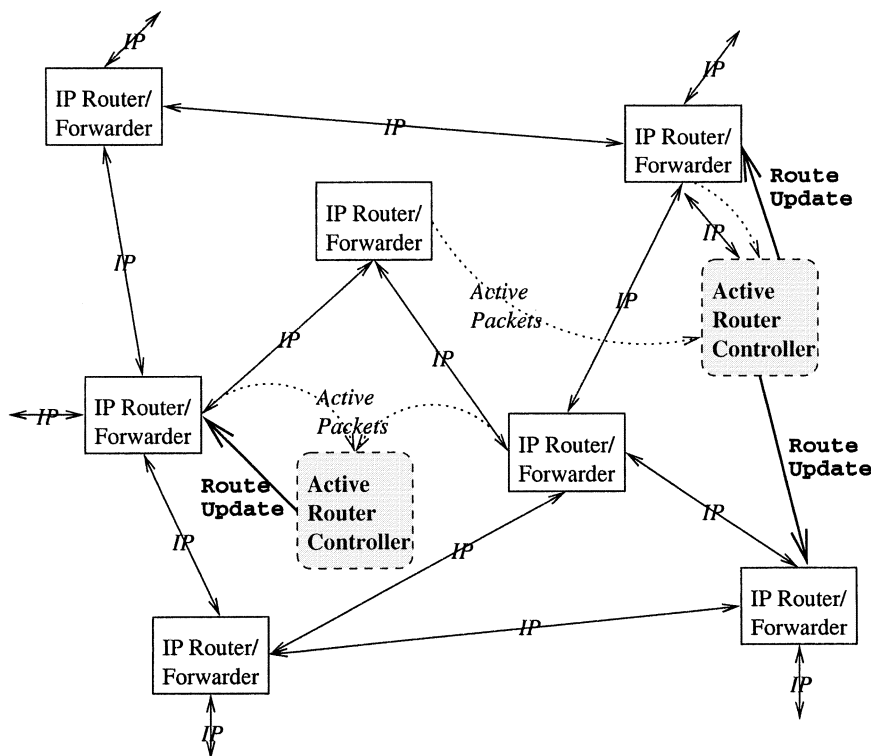 IP
IP Router/
Forwarder
IP
IP
IP Router/
Forwarder
Route
Update
IP Router/
Forwarder
IP
IP
IP
Active
Packets
Active
Router
Controller
IP
IP
IP
IP Router/
Forwarder
Active
Packets
IP Router/
Forwarder
Route
Update
Route
Update
Active
Router
Controller
IP
IP
IP
IP Router/
Forwarder
IP Router/
Forwarder
IP
IP
IP